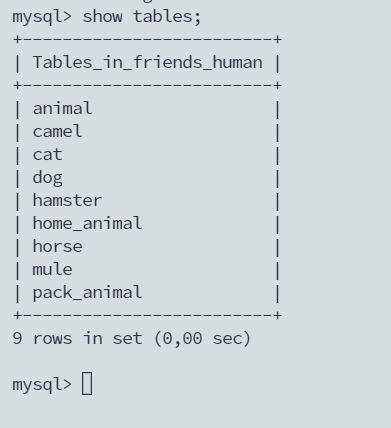 mysql> show tables;
+-------------------------+
| Tables_in_friends_human |
+-------------------------+
| animal                  |
| camel                   |
| cat                     |
| dog                     |
| hamster                 |
| home_animal             |
| horse                   |
| mule                    |
| pack_animal             |
+-------------------------+
9 rows in set (0,00 sec)
mysql>